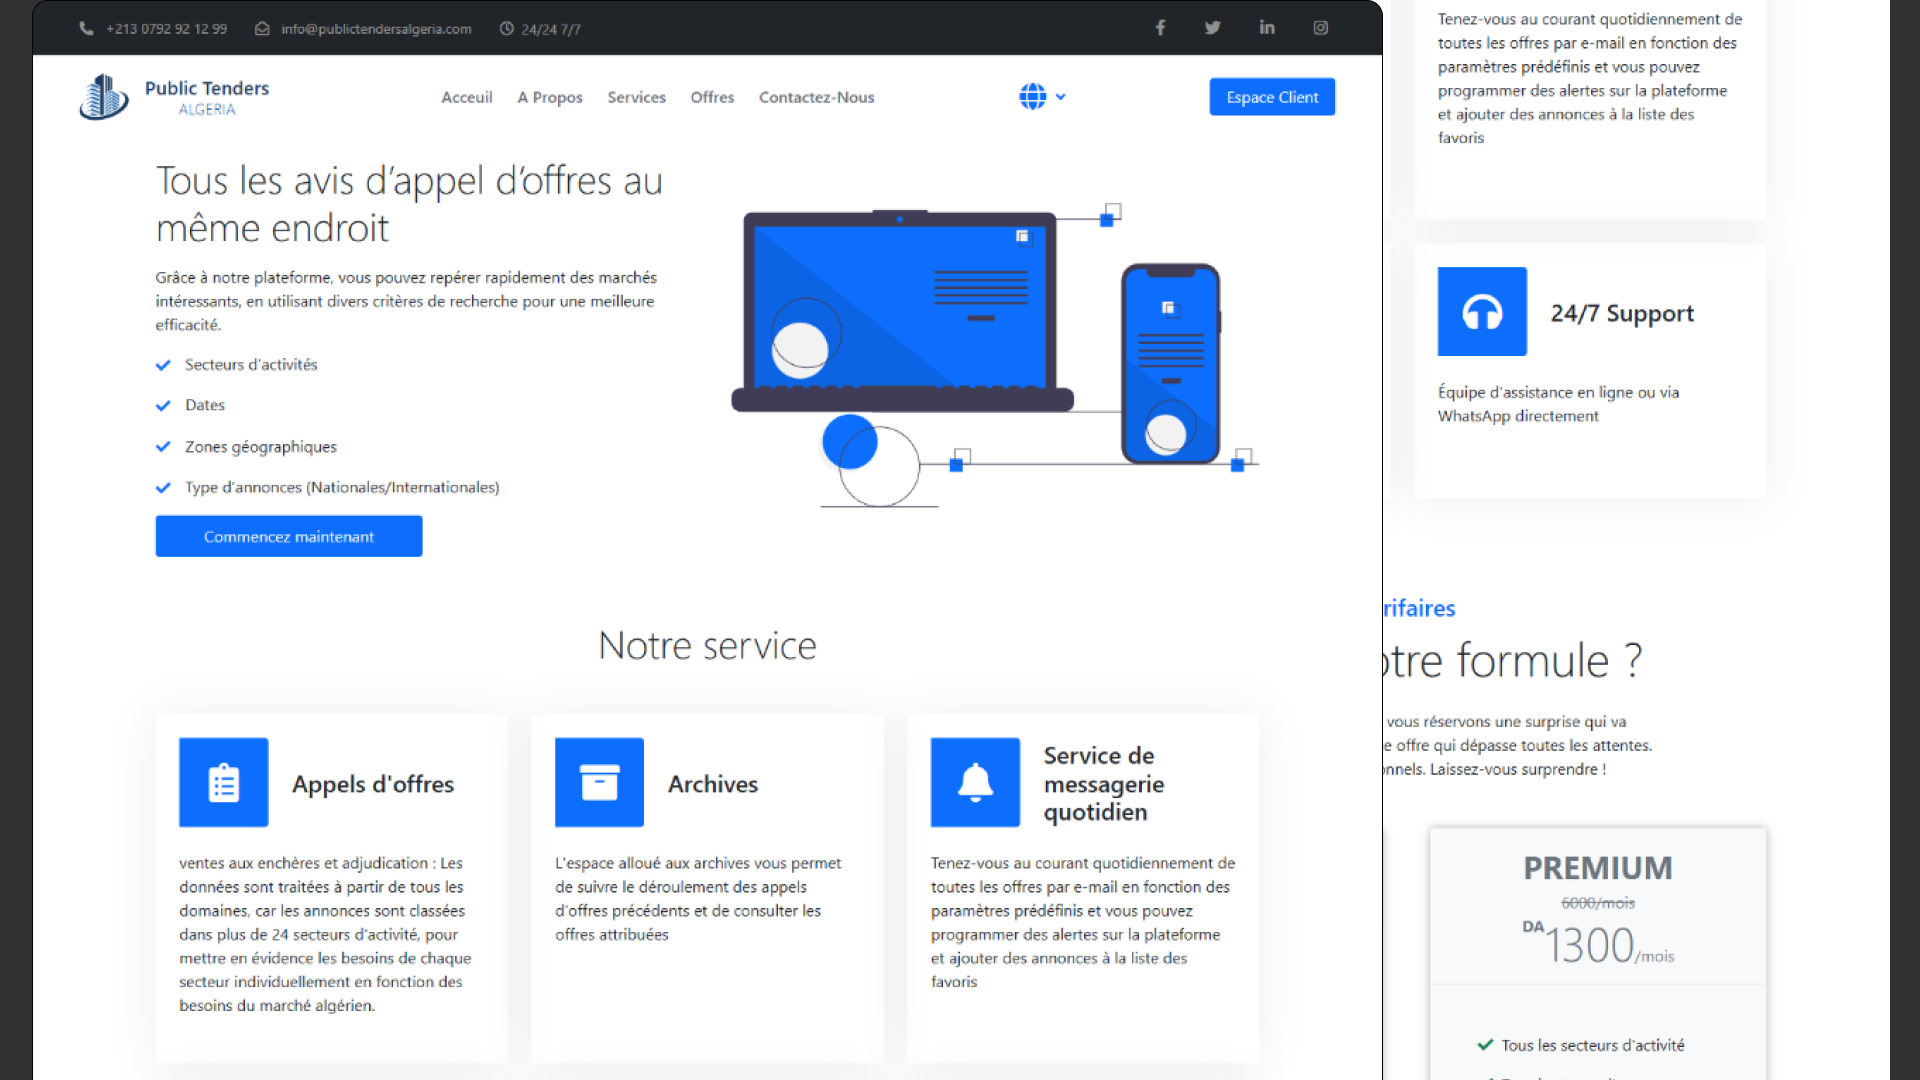 +213 0792 92 12 99
info@publictendersalgeria.com
24/24 7/7
Public Tenders
ALGERIA
Acceuil
A Propos
Services
Offres
Contactez-Nous
Espace Client
Tous les avis d’appel d’offres au
même endroit
Grâce à notre plateforme, vous pouvez repérer rapidement des marchés
intéressants, en utilisant divers critères de recherche pour une meilleure
efficacité.
Secteurs d'activités
Dates
Zones géographiques
Type d'annonces (Nationales/Internationales)
Commencez maintenant
Notre service
Appels d'offres
ventes aux enchères et adjudication : Les
données sont traitées à partir de tous les
domaines, car les annonces sont classées
dans plus de 24 secteurs d'activité, pour
mettre en évidence les besoins de chaque
secteur individuellement en fonction des
besoins du marché algérien.
Archives
L'espace alloué aux archives vous permet
de suivre le déroulement des appels
d'offres précédents et de consulter les
offres attribuées
Service de
messagerie
quotidien
Tenez-vous au courant quotidiennement de
toutes les offres par e-mail en fonction des
paramètres prédéfinis et vous pouvez
programmer des alertes sur la plateforme
et ajouter des annonces à la liste des
favoris
Tenez-vous au courant quotidiennement de
toutes les offres par e-mail en fonction des
paramètres prédéfinis et vous pouvez
programmer des alertes sur la plateforme
et ajouter des annonces à la liste des
favoris
24/7 Support
Équipe d'assistance en ligne ou via
WhatsApp directement
rifaires
otre formule ?
vous réservons une surprise qui va
e offre qui dépasse toutes les attentes.
onnels. Laissez-vous surprendre !
PREMIUM
6000/mois
DA1300/mois
Tous les secteurs d'activité